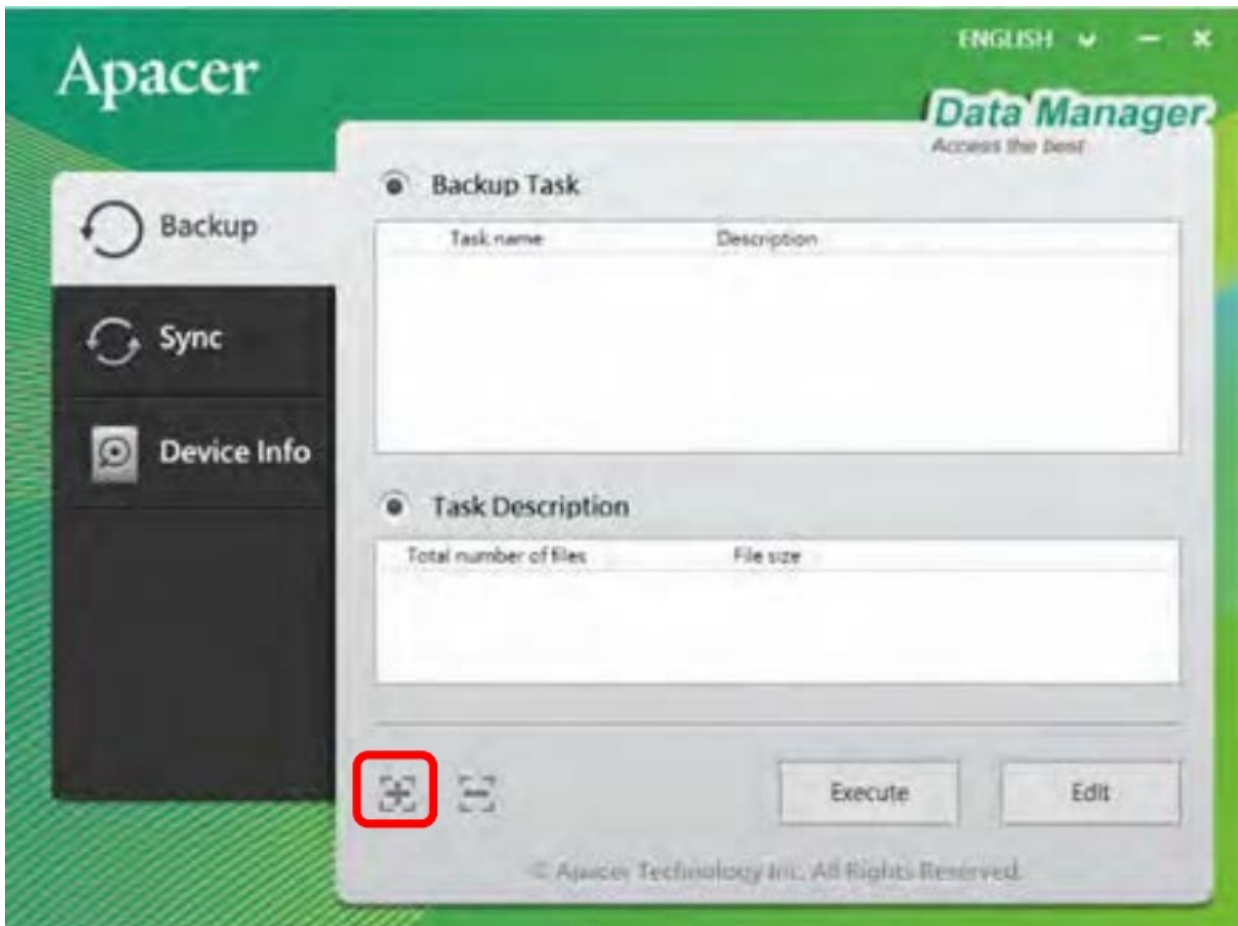 ENGLISH
Apacer
Data Manager
Access the best
Backup
Sync
Device Info
Backup Task
Task name Description
Task Description
Total number of files File size
Execute Edit
© Apacer Technology Inc. All Rights Reserved.